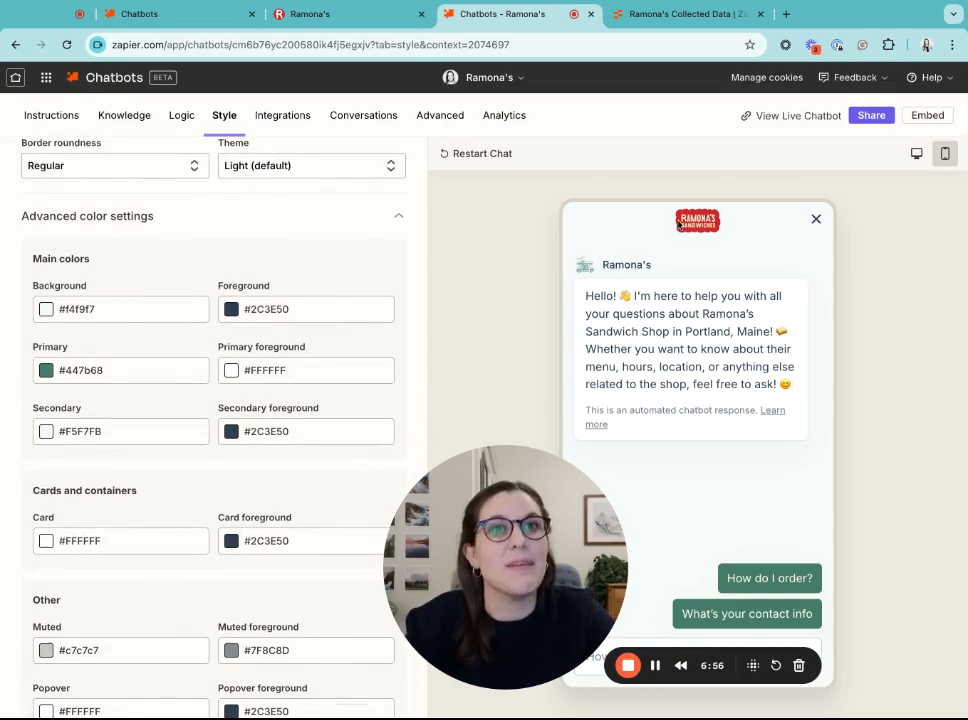 Chatbots
Ramona's
Chatbots - Ramona's
Ramona's Collected Data | Za
zapier.com/app/chatbots/cm6b76yc200580ik4fj5egxjv?tab=style&context=2074697
3
Chatbots BETA
Ramona's
Manage cookies
Feedback
Help
Instructions
Knowledge
Logic
Style
Integrations
Conversations
Advanced
Analytics
View Live Chatbot
Share
Embed
Border roundness
Theme
Regular
Light (default)
Advanced color settings
Main colors
Background
Foreground
#f4f9f7
#2C3E50
Primary
Primary foreground
#447b68
#FFFFFF
Secondary
Secondary foreground
#F5F7FB
#2C3E50
Cards and containers
Card
Card foreground
#FFFFFF
#2C3E50
Other
Muted
Muted foreground
#c7c7c7
#7F8C8D
Popover
Popover foreground
#FFFFFF
#2C3E50
Restart Chat
RAMONA'S
SANDWICHES
Ramona's
Hello! 👋 I'm here to help you with all
your questions about Ramona's
Sandwich Shop in Portland, Maine! 🥪
Whether you want to know about their
menu, hours, location, or anything else
related to the shop, feel free to ask! 😊
This is an automated chatbot response. Learn
more
How do I order?
What's your contact info
6:56